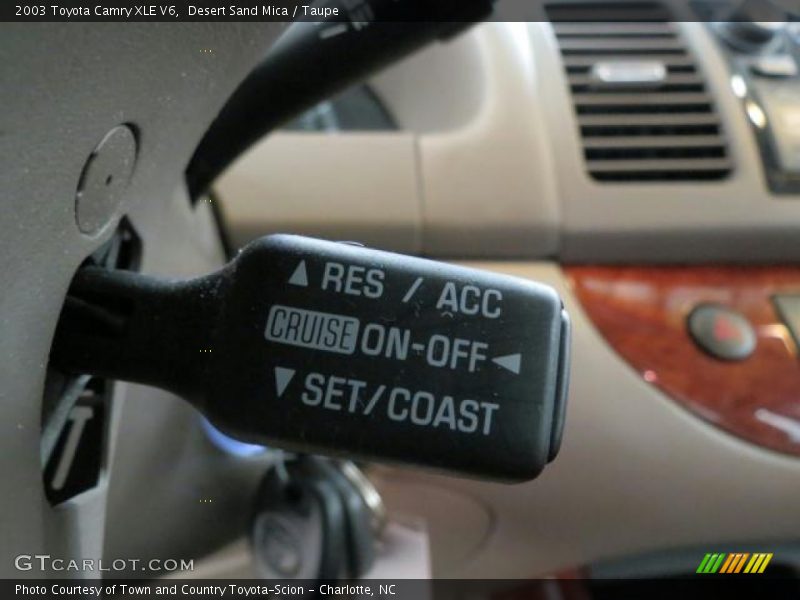 2003 Toyota Camry XLE V6,  Desert Sand Mica / Taupe
▲ RES / ACC
CRUISE ON-OFF ◄
▼ SET/COAST
GTCARLOT.COM
Photo Courtesy of Town and Country Toyota-Scion - Charlotte, NC